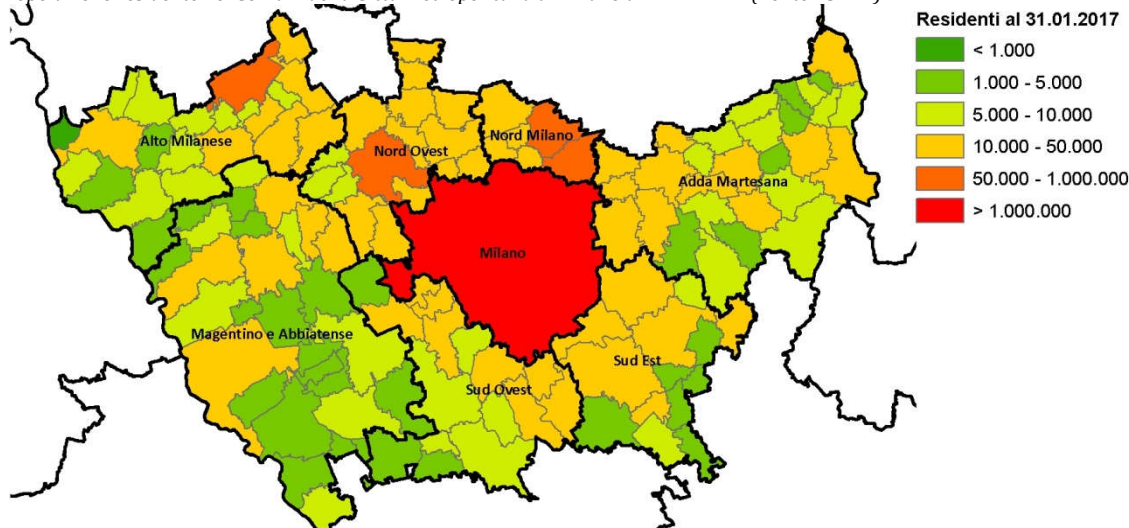 Residenti al 31.01.2017
< 1.000
1.000 - 5.000
5.000 - 10.000
10.000 - 50.000
50.000 - 1.000.000
> 1.000.000
Alto Milanese
Nord Ovest
Nord Milano
Adda Martesana
Milano
Magentino e Abbiatense
Sud Ovest
Sud Est